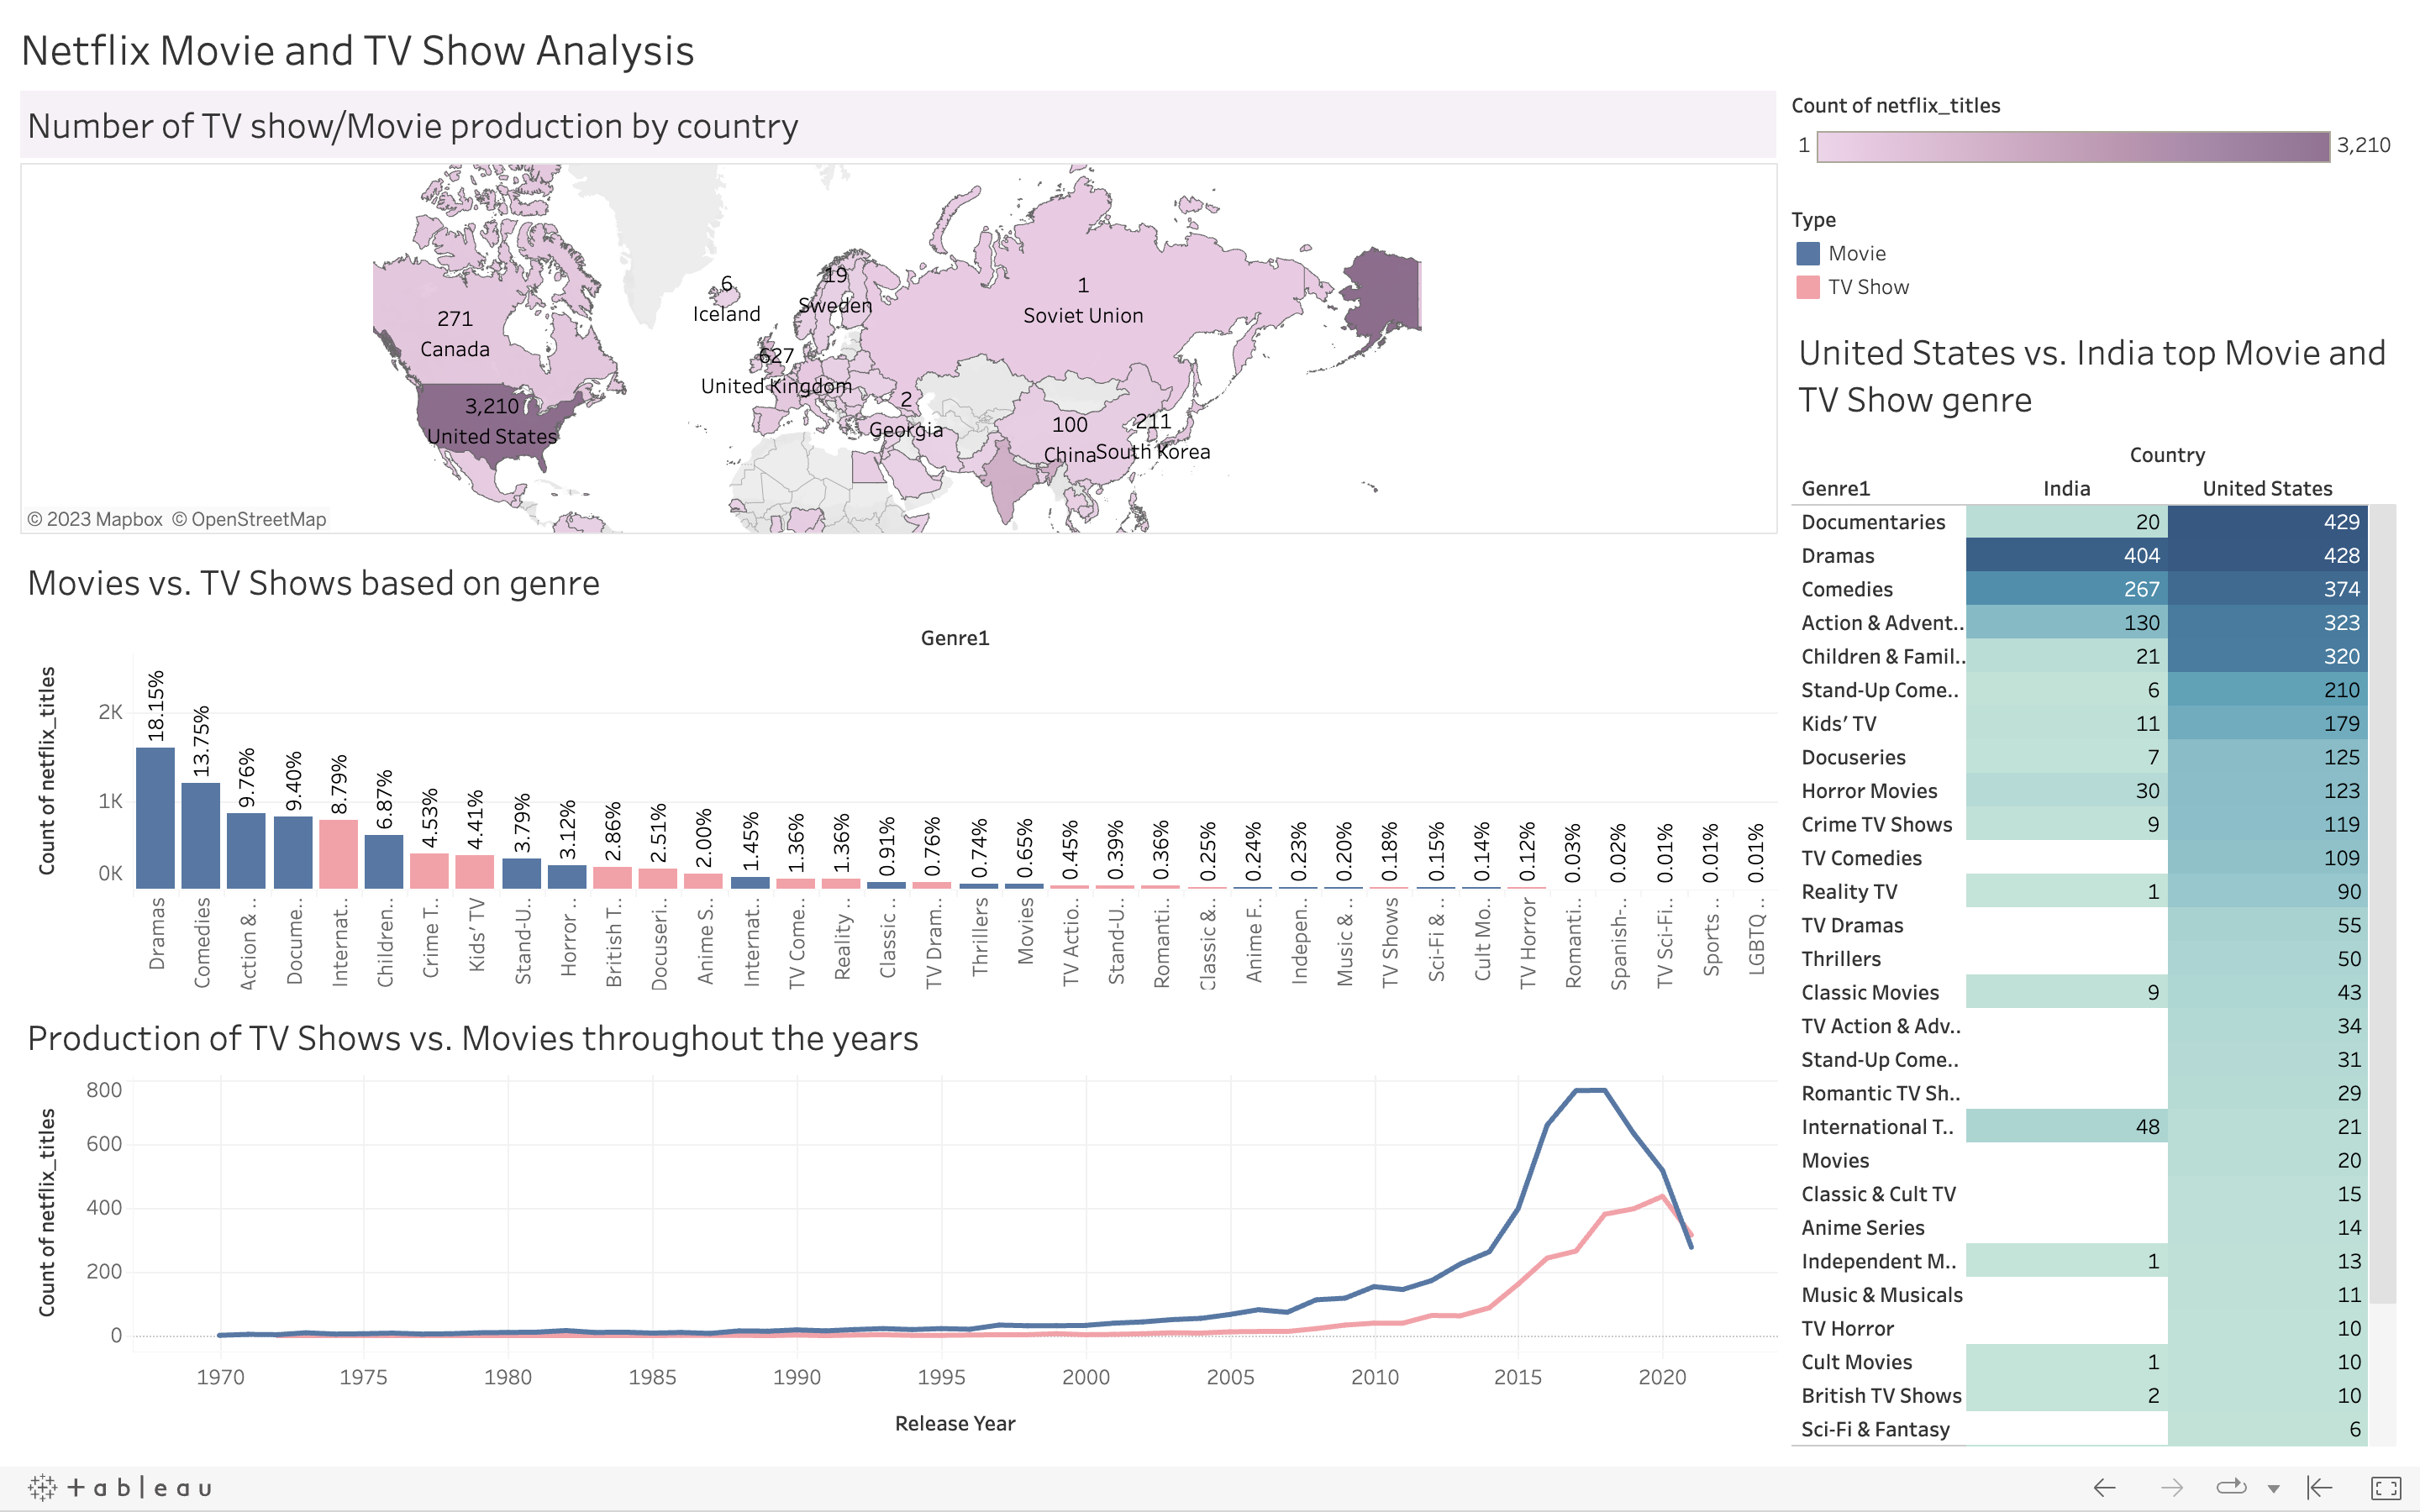 Netflix Movie and TV Show Analysis
Number of TV show/Movie production by country
271
Canada
3,210
United States
6
Iceland
19
Sweden
627
United Kingdom
2
Georgia
1
Soviet Union
100
China
211
South Korea
© 2023 Mapbox © OpenStreetMap
Count of netflix_titles
1 3,210
Type
Movie
TV Show
Movies vs. TV Shows based on genre
Genre1
Count of netflix_titles
2K
1K
0K
18.15%
13.75%
9.76%
9.40%
8.79%
6.87%
4.53%
4.41%
3.79%
3.12%
2.86%
2.51%
2.00%
1.45%
1.36%
1.36%
0.91%
0.76%
0.74%
0.65%
0.45%
0.39%
0.36%
0.25%
0.24%
0.23%
0.20%
0.18%
0.15%
0.14%
0.12%
0.03%
0.02%
0.01%
0.01%
0.01%
Dramas
Comedies
Action & ..
Docume..
Internat..
Children..
Crime T..
Kids' TV
Stand-U..
Horror ..
British T..
Docuseri..
Anime S..
Internat..
TV Come..
Reality ..
Classic ..
TV Dram..
Thrillers
Movies
TV Actio..
Stand-U..
Romanti..
Classic &..
Anime F..
Indepen..
Music & ..
TV Shows
Sci-Fi & ..
Cult Mo..
TV Horror
Romanti..
Spanish-..
TV Sci-Fi..
Sports ..
LGBTQ ..
Production of TV Shows vs. Movies throughout the years
Count of netflix_titles
800
600
400
200
0
1970 1975 1980 1985 1990 1995 2000 2005 2010 2015 2020
Release Year
United States vs. India top Movie and
TV Show genre
Country
Genre1 India United States
Documentaries 20 429
Dramas 404 428
Comedies 267 374
Action & Advent.. 130 323
Children & Famil.. 21 320
Stand-Up Come.. 6 210
Kids' TV 11 179
Docuseries 7 125
Horror Movies 30 123
Crime TV Shows 9 119
TV Comedies 109
Reality TV 1 90
TV Dramas 55
Thrillers 50
Classic Movies 9 43
TV Action & Adv.. 34
Stand-Up Come.. 31
Romantic TV Sh.. 29
International T.. 48 21
Movies 20
Classic & Cult TV 15
Anime Series 14
Independent M.. 1 13
Music & Musicals 11
TV Horror 10
Cult Movies 1 10
British TV Shows 2 10
Sci-Fi & Fantasy 6
+ableau